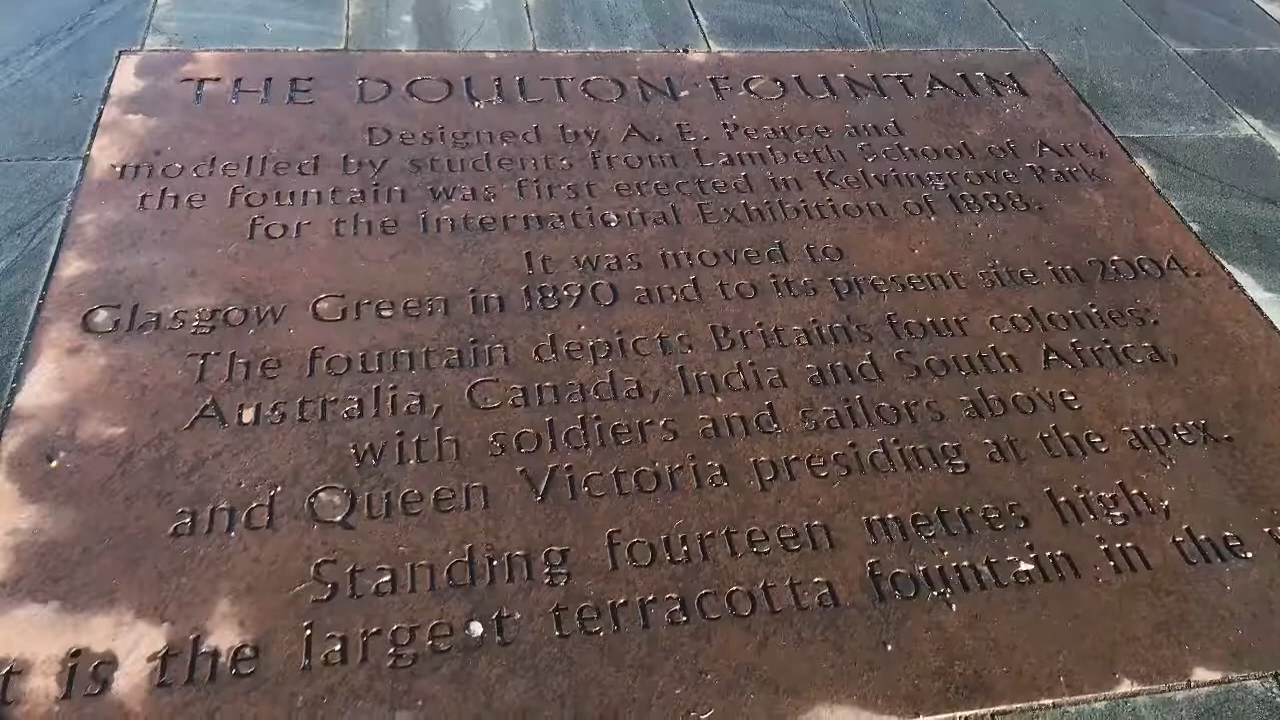 THE DOULTON FOUNTAIN
Designed by A. E. Pearce and
modelled by students from Lambeth School of Art,
the fountain was first erected in Kelvingrove Park
for the International Exhibition of 1888.
It was moved to
Glasgow Green in 1890 and to its present site in 2004.
The fountain depicts Britain's four colonies:
Australia, Canada, India and South Africa,
with soldiers and sailors above
and Queen Victoria presiding at the apex.
Standing fourteen metres high,
is the largest terracotta fountain in the